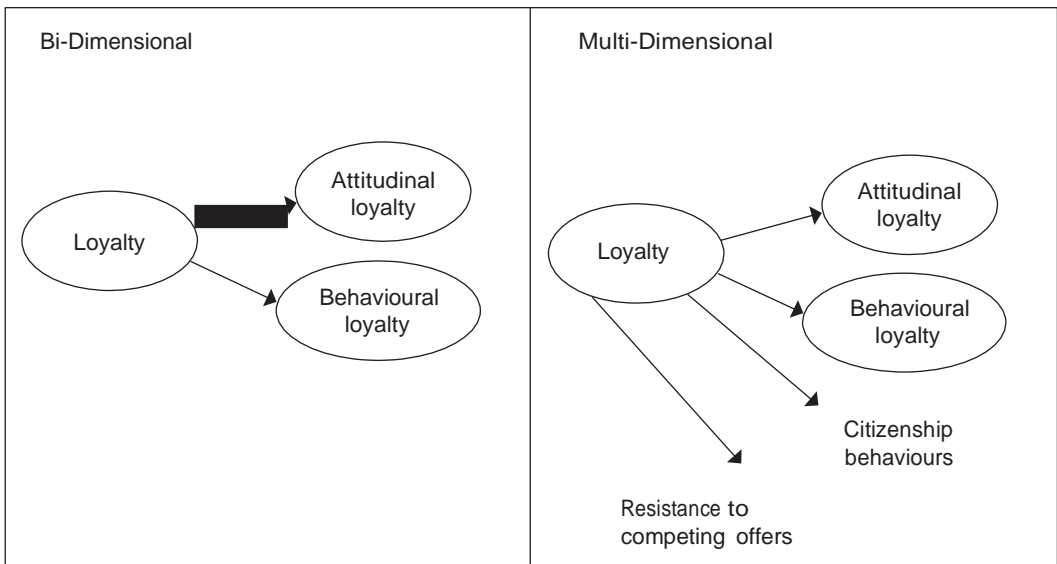 Bi-Dimensional
Attitudinal
loyalty
Loyalty
Behavioural
loyalty
Multi-Dimensional
Attitudinal
loyalty
Loyalty
Behavioural
loyalty
Citizenship
behaviours
Resistance to
competing offers